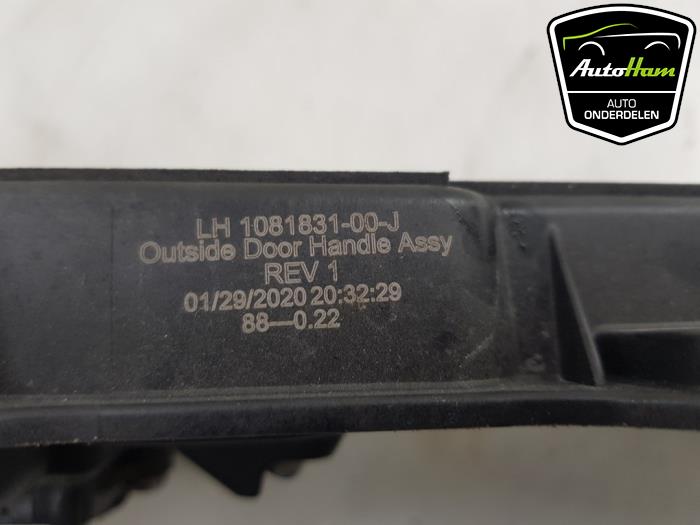 AutoHam
AUTO
ONDERDELEN
LH 1081831-00-J
Outside Door Handle Assy
REV 1
01/29/2020 20:32:29
88—0.22